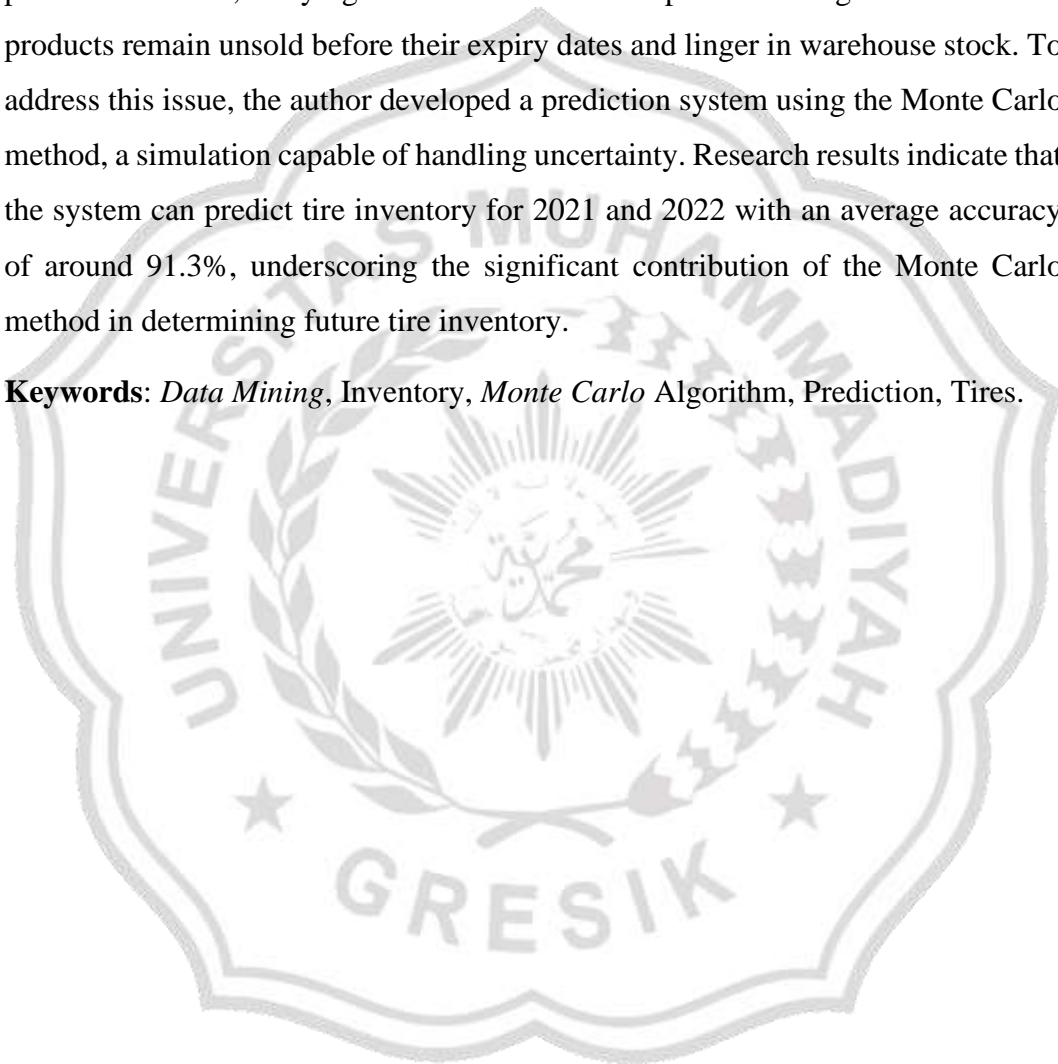 products remain unsold before their expiry dates and linger in warehouse stock. To
address this issue, the author developed a prediction system using the Monte Carlo
method, a simulation capable of handling uncertainty. Research results indicate that
the system can predict tire inventory for 2021 and 2022 with an average accuracy
of around 91.3%, underscoring the significant contribution of the Monte Carlo
method in determining future tire inventory.
Keywords: Data Mining, Inventory, Monte Carlo Algorithm, Prediction, Tires.
UNIVERSITAS MUHAMMADIYAH
محمدية
GRESIK